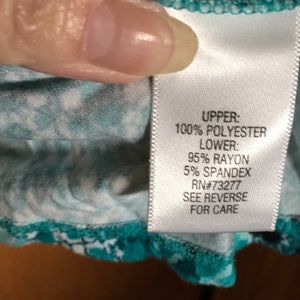 UPPER:
100% POLYESTER
LOWER:
95% RAYON
5% SPANDEX
RN#73277
SEE REVERSE
FOR CARE